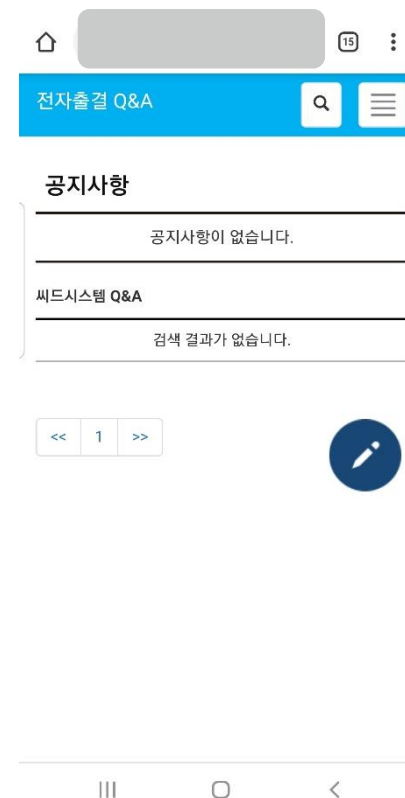 15
전자출결 Q&A
공지사항
공지사항이 없습니다.
씨드시스템 Q&A
검색 결과가 없습니다.
<< 1 >>